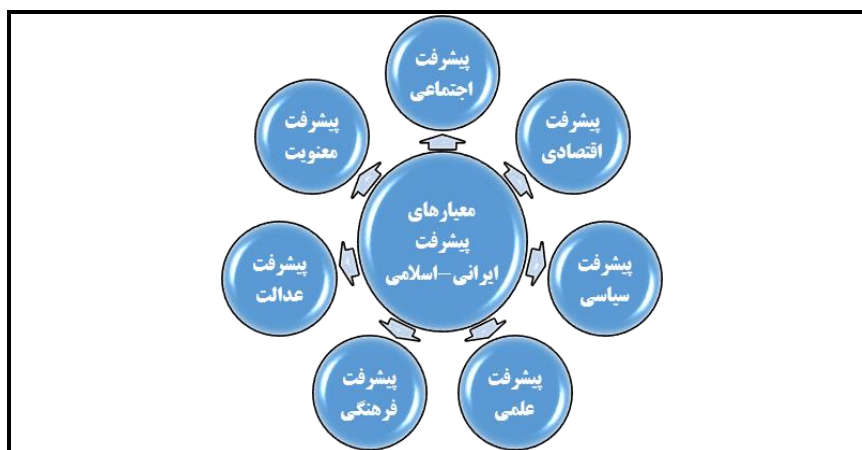 پیشرفت
اجتماعی
پیشرفت
اقتصادی
پیشرفت
سیاسی
پیشرفت
علمی
پیشرفت
فرهنگی
پیشرفت
عدالت
پیشرفت
معنویت
معیارهای
پیشرفت
ایرانی-اسلامی